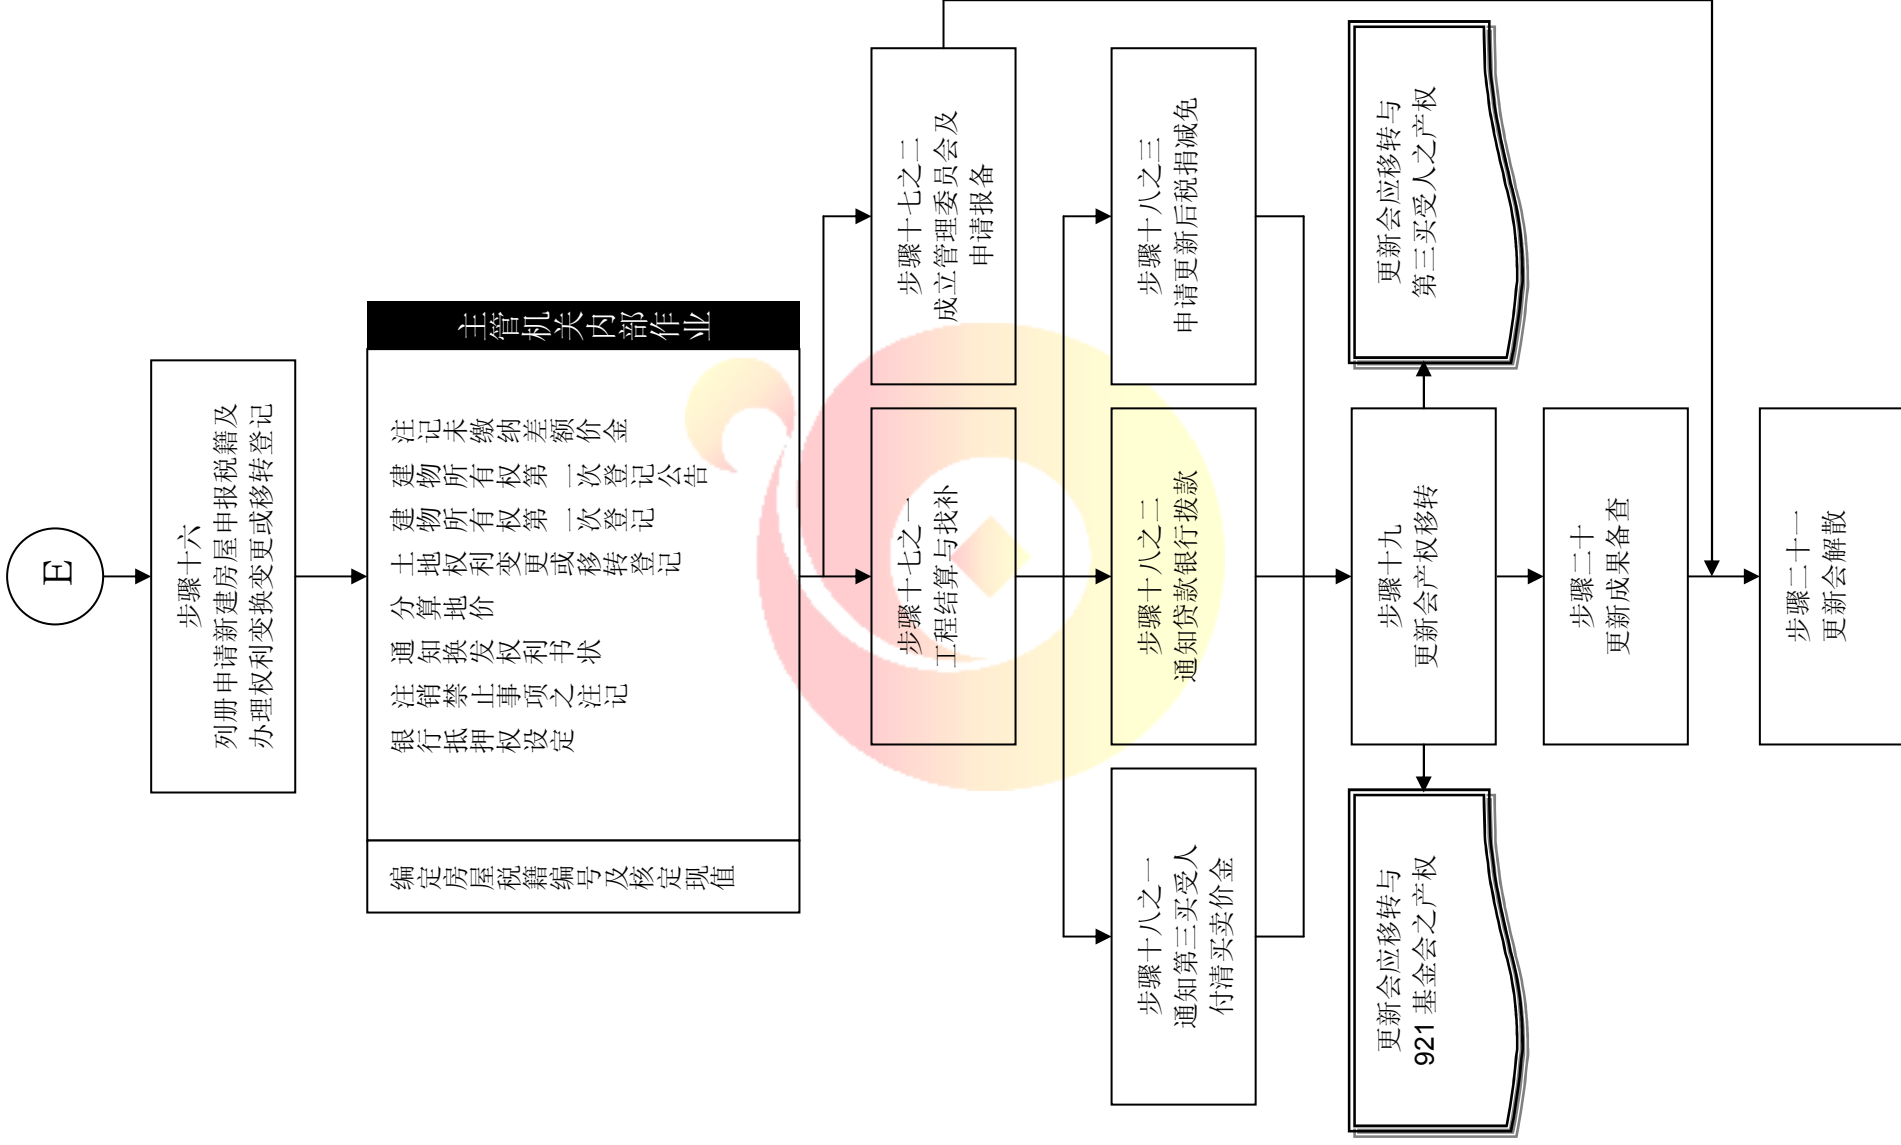 E
步骤十六
列册申请新建房屋申报税籍及
办理权利变换变更或移转登记
主管机关内部作业
注记未缴纳差额价金
建物所有权第一次登记公告
建物所有权第一次登记
土地权利变更或移转登记
分算地价
通知换发权利书状
注销禁止事项之注记
银行抵押权设定
编定房屋税籍编号及核定现值
步骤十七之一
工程结算与找补
步骤十七之二
成立管理委员会及
申请报备
步骤十八之一
通知第三买受人
付清买卖价金
步骤十八之二
通知贷款银行拨款
步骤十八之三
申请更新后税捐减免
步骤十九
更新会产权移转
更新会应移转与
921 基金会之产权
更新会应移转与
第三买受人之产权
步骤二十
更新成果备查
步骤二十一
更新会解散